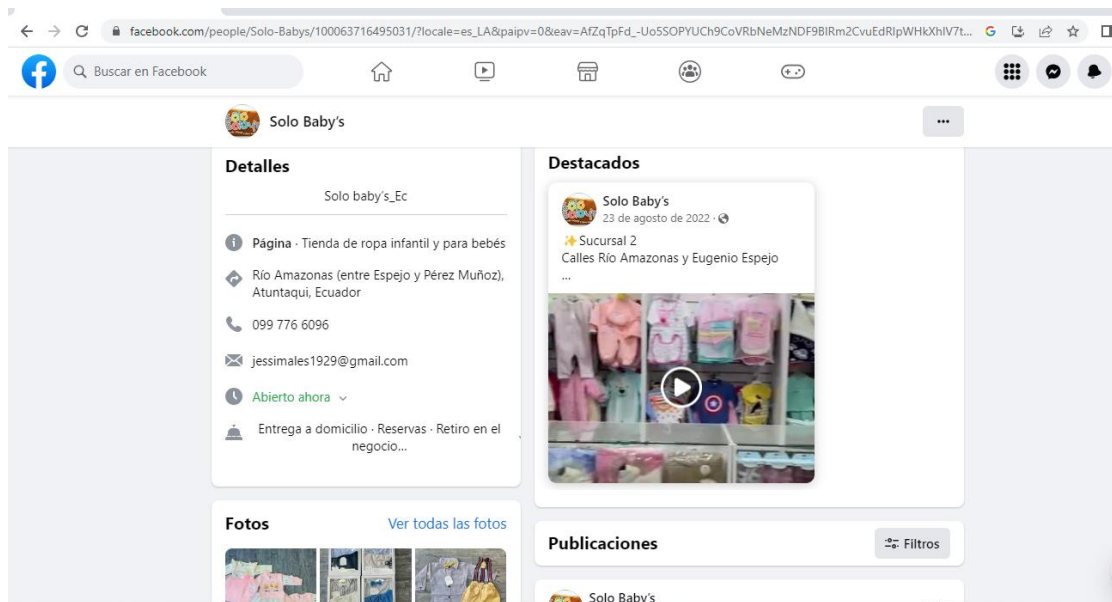 facebook.com/people/Solo-Babys/100063716495031/?locale=es_LA&paipv=0&eav=AfZqTpFd_-Uo5SOPYUCh9CoVRbNeMzNDF9BIRm2CvuEdRIpWHkXhIV7t...
Buscar en Facebook
Solo Baby's
Detalles
Solo baby's_Ec
Página · Tienda de ropa infantil y para bebés
Río Amazonas (entre Espejo y Pérez Muñoz),
Atuntaqui, Ecuador
099 776 6096
jessimales1929@gmail.com
Abierto ahora
Entrega a domicilio · Reservas · Retiro en el
negocio...
Fotos
Ver todas las fotos
Destacados
Solo Baby's
23 de agosto de 2022 ·
✨Sucursal 2
Calles Río Amazonas y Eugenio Espejo
...
Publicaciones
Filtros
Solo Baby's